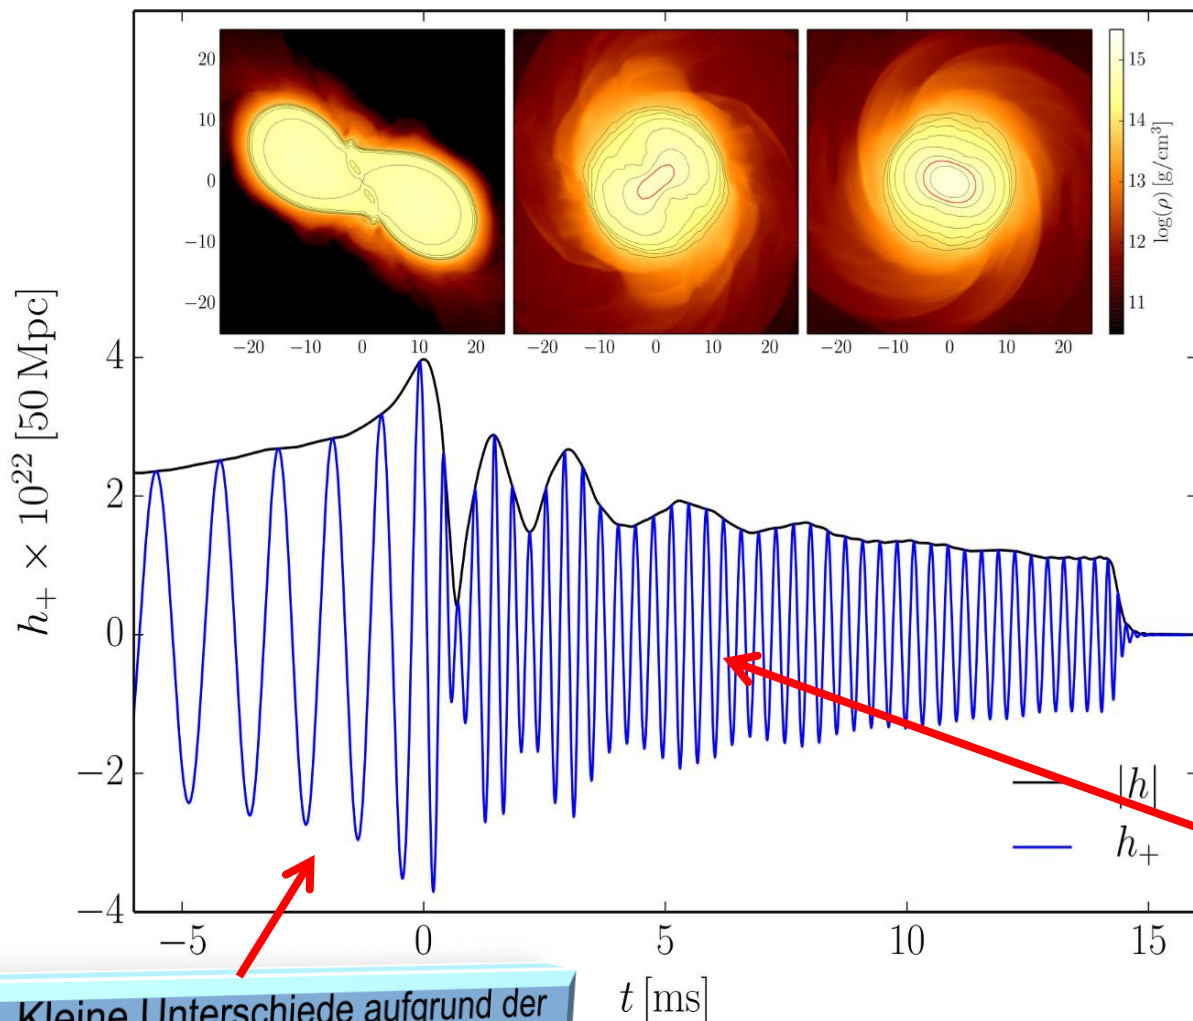 20
10
0
−10
−20
−20 −10 0 10 20
−20 −10 0 10 20
−20 −10 0 10 20
15
14
13
12
11
log(ρ) [g/cm³]
h₊ × 10²² [50 Mpc]
4
2
0
−2
−4
|h|
h₊
−5 0 5 10 15
t [ms]
Kleine Unterschiede aufgrund der